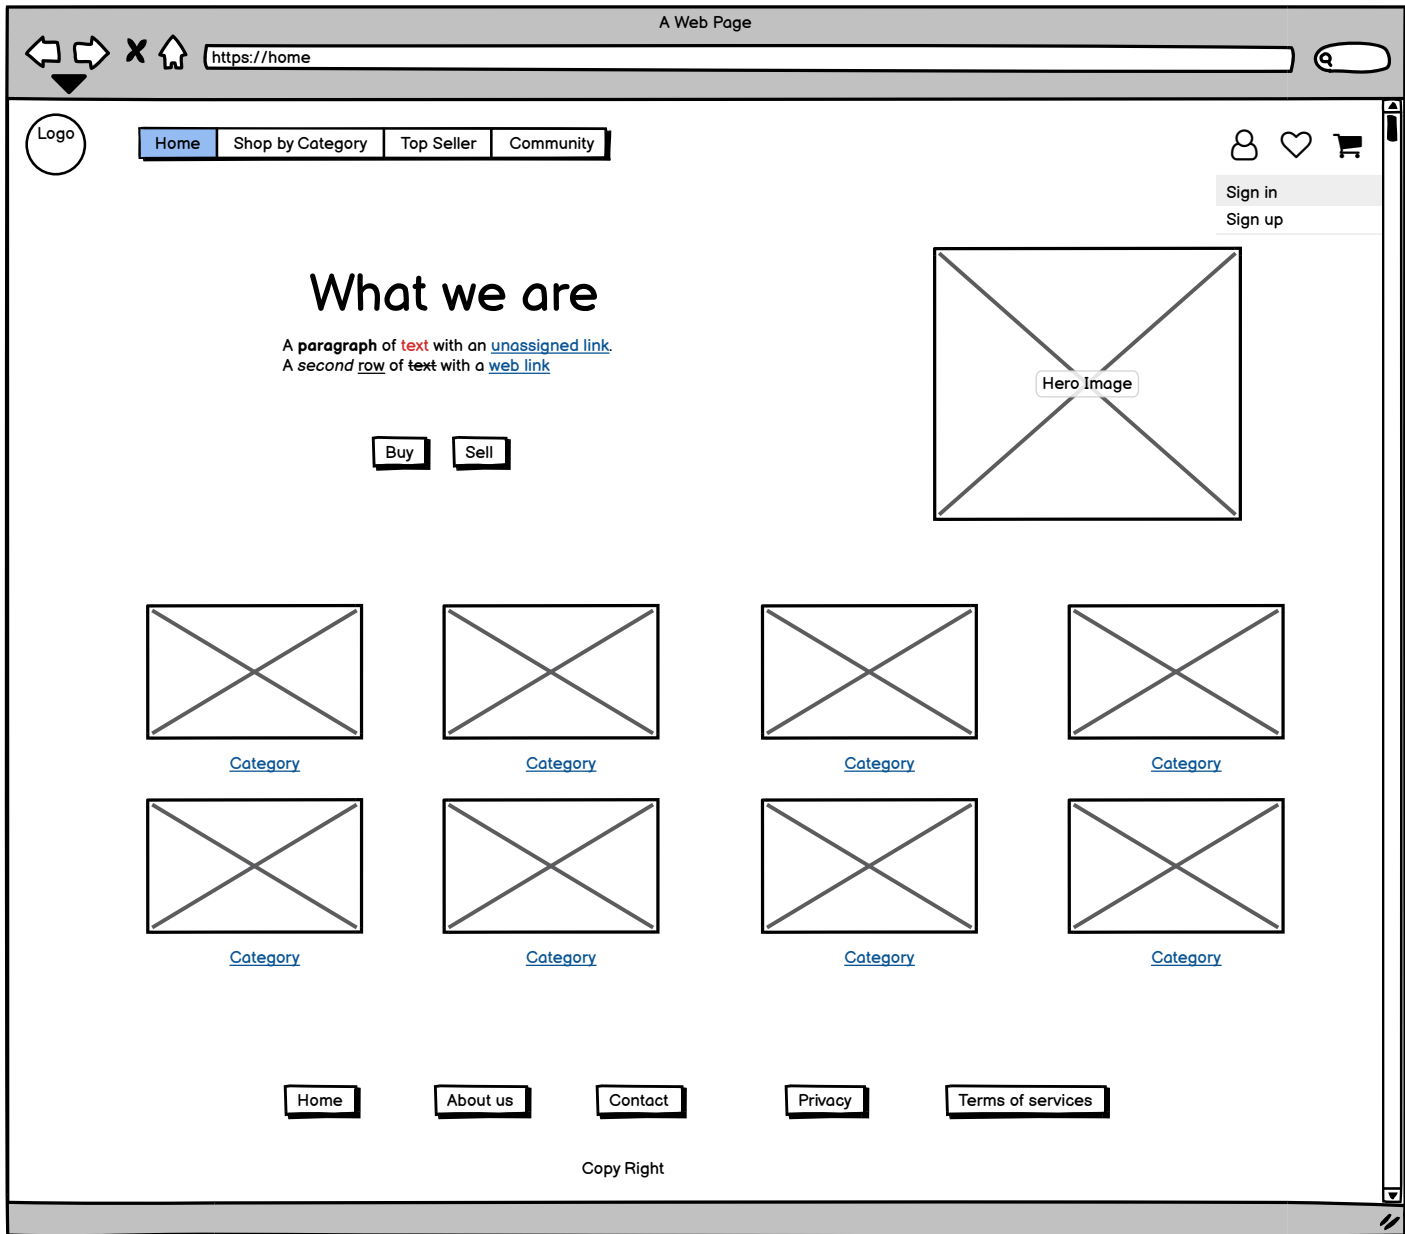 A Web Page
https://home
Logo
Home Shop by Category Top Seller Community
Sign in
Sign up
What we are
A paragraph of text with an unassigned link.
A second row of text with a web link
Hero Image
Buy Sell
Category Category Category Category
Category Category Category Category
Home About us Contact Privacy Terms of services
Copy Right